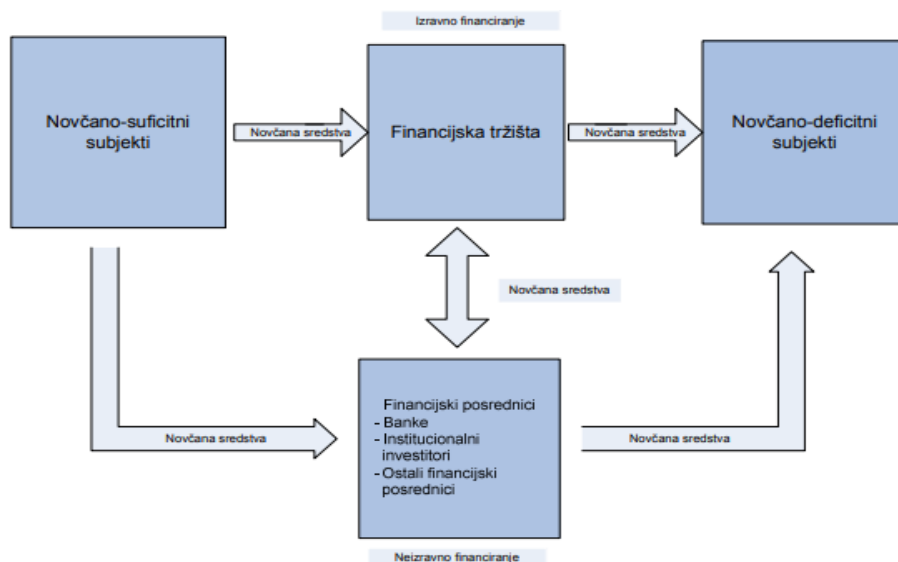 Izravno financiranje
Novčano-suficitni
subjekti
Novčana sredstva
Financijska tržišta
Novčana sredstva
Novčano-deficitni
subjekti
Novčana sredstva
Financijski posrednici
- Banke
- Institucionalni
investitori
- Ostali financijski
posrednici
Novčana sredstva
Novčana sredstva
Neizravno financiranje